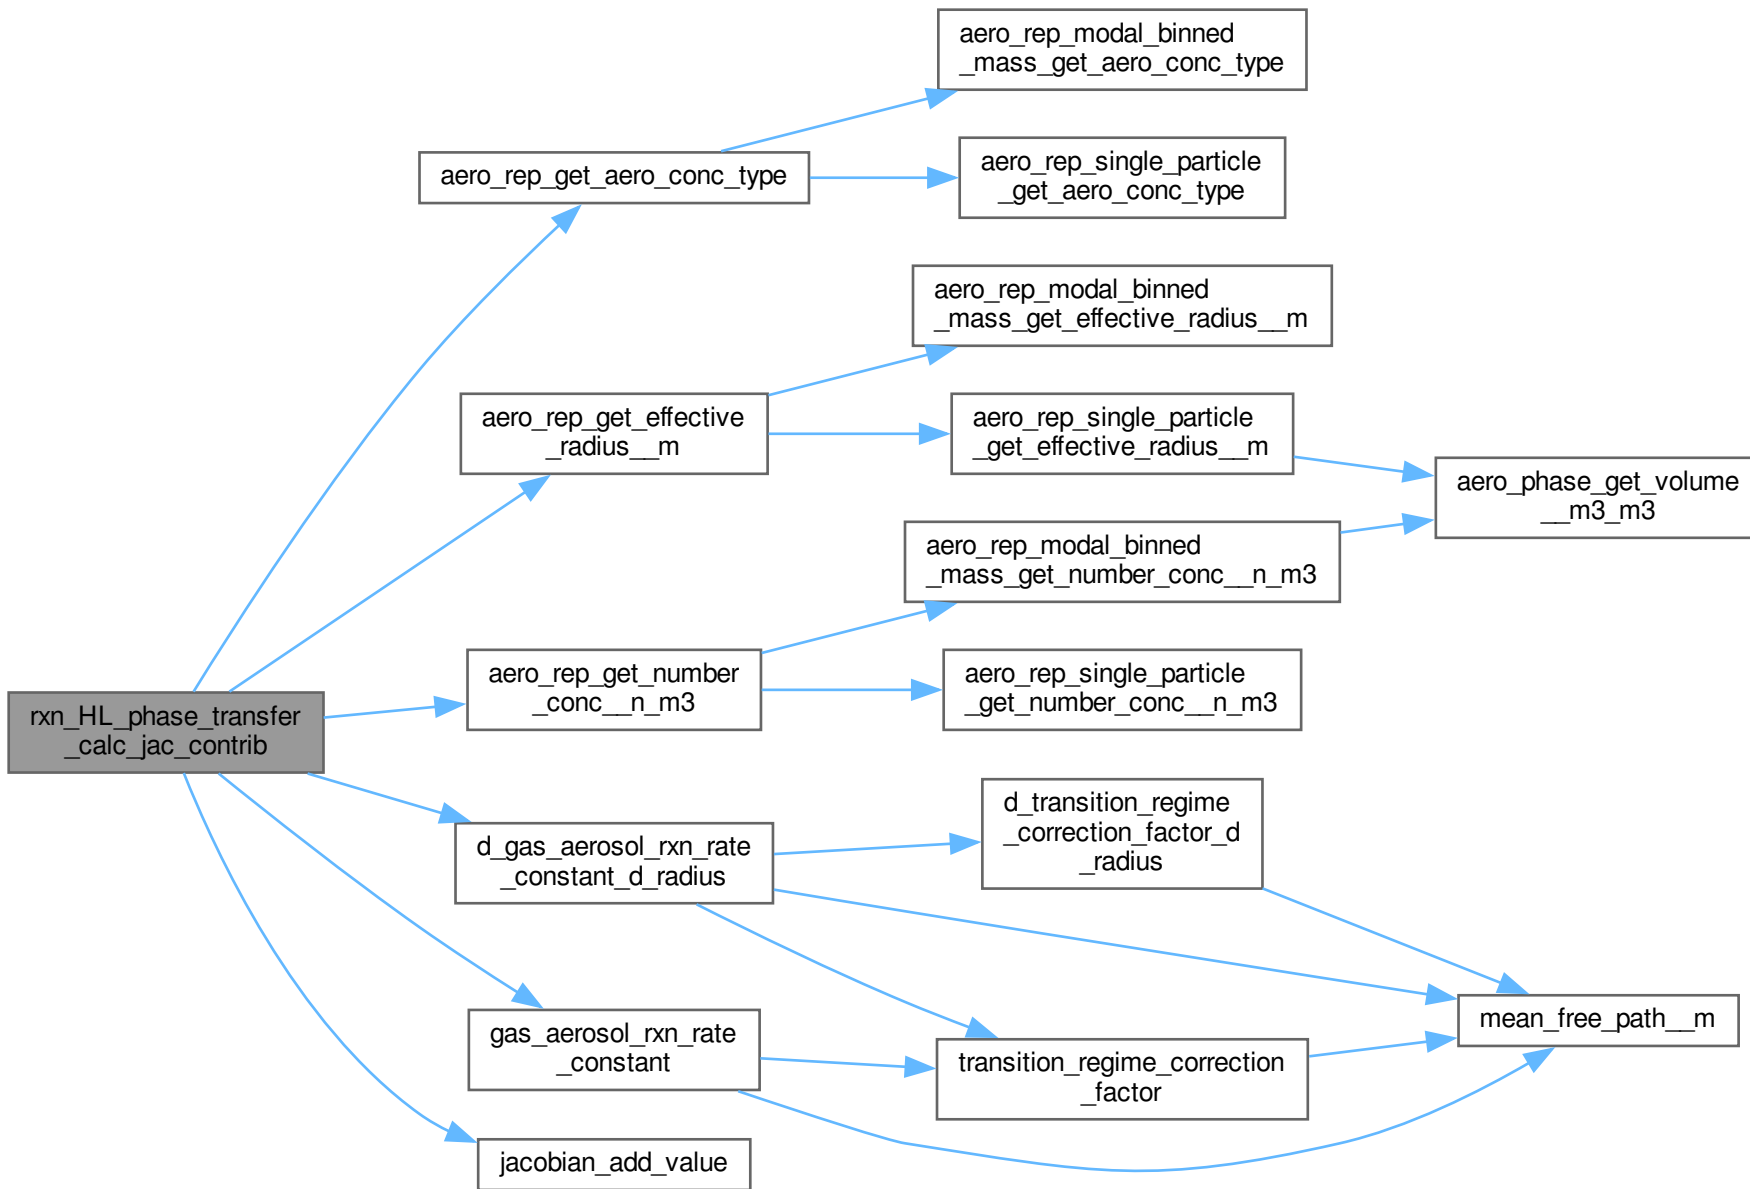 aero_rep_modal_binned
_mass_get_aero_conc_type
aero_rep_get_aero_conc_type
aero_rep_single_particle
_get_aero_conc_type
aero_rep_modal_binned
_mass_get_effective_radius__m
aero_rep_get_effective
_radius__m
aero_rep_single_particle
_get_effective_radius__m
aero_phase_get_volume
__m3_m3
aero_rep_modal_binned
_mass_get_number_conc__n_m3
aero_rep_get_number
_conc__n_m3
aero_rep_single_particle
_get_number_conc__n_m3
rxn_HL_phase_transfer
_calc_jac_contrib
d_transition_regime
_correction_factor_d
_radius
d_gas_aerosol_rxn_rate
_constant_d_radius
mean_free_path__m
gas_aerosol_rxn_rate
_constant
transition_regime_correction
_factor
jacobian_add_value